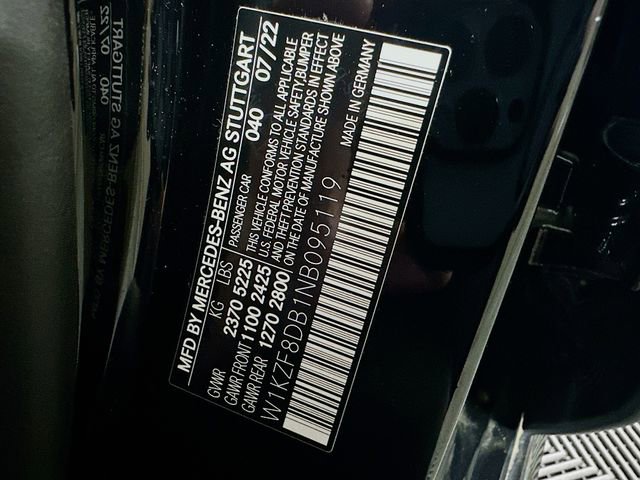 MFD BY MERCEDES-BENZ AG STUTTGART
KG LBS PASSENGER CAR 040 07/22
GVWR 2370 5225 THIS VEHICLE CONFORMS TO ALL APPLICABLE
GAWR FRONT 1100 2425 U.S. FEDERAL MOTOR VEHICLE SAFETY, BUMPER
GAWR REAR 1270 2800 AND THEFT PREVENTION STANDARDS IN EFFECT
ON THE DATE OF MANUFACTURE SHOWN ABOVE
W1KZF8DB1NB095119 MADE IN GERMANY